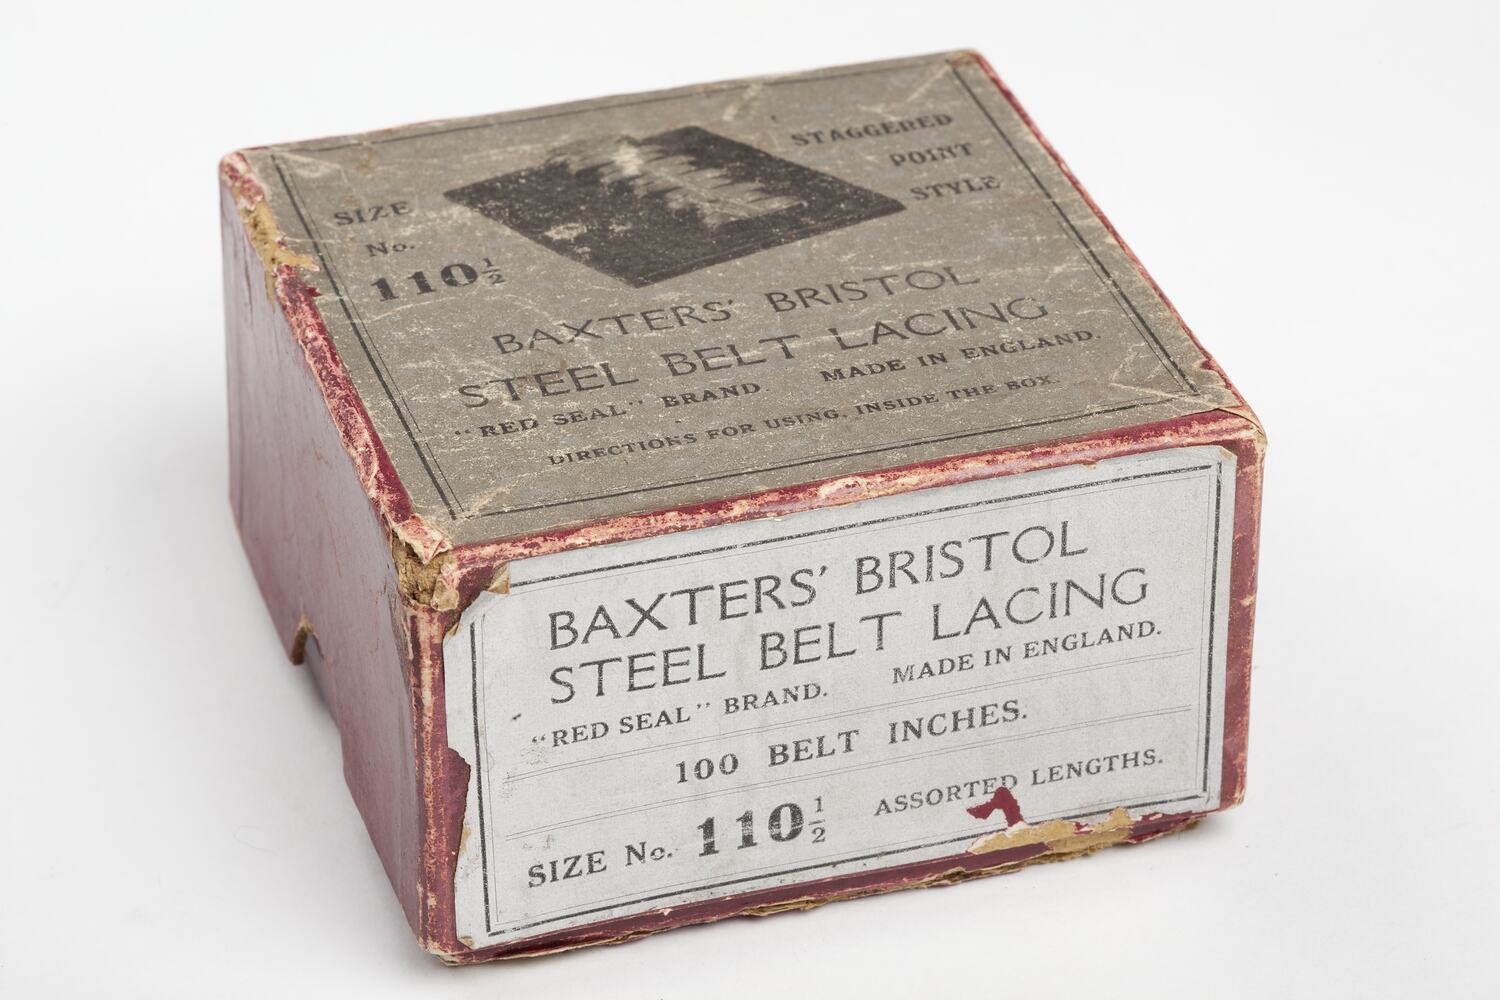 STAGGERED
POINT
STYLE
SIZE
No.
110½
BAXTERS' BRISTOL
STEEL BELT LACING
"RED SEAL" BRAND. MADE IN ENGLAND.
DIRECTIONS FOR USING, INSIDE THE BOX.
BAXTERS' BRISTOL
STEEL BELT LACING
"RED SEAL" BRAND. MADE IN ENGLAND.
100 BELT INCHES.
SIZE No. 110½ ASSORTED LENGTHS.